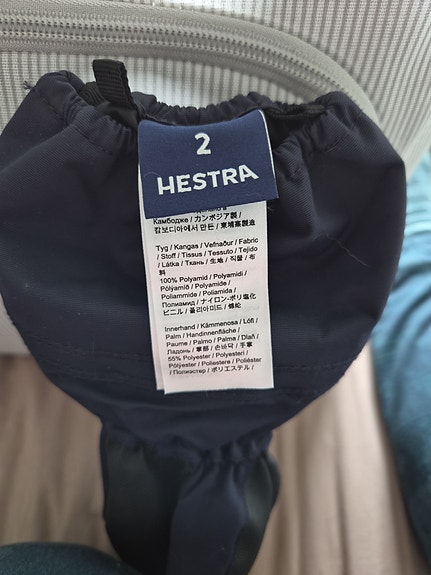 2
HESTRA
Камбодже / カンボジア製 /
캄보디아에서 만든 / 柬埔寨製造
Tyg / Kangas / Vefnaður / Fabric
/ Stoff / Tissus / Tessuto / Tejido
/ Látka / Ткань / 生地 / 직물 / 布
料
100% Polyamid / Polyamidi /
Pólýamíð / Polyamide /
Poliammide / Poliamida /
Полиамид / ナイロン-ポリ塩化
ビニル / 폴리아미드 / 錦綸
Innerhand / Kämmenosa / Lófi /
Palm / Handinnenfläche /
Paume / Palmo / Palma / Dlaň /
Ладонь / 掌部 / 손바닥 / 手掌
55% Polyester / Polyesteri /
Pólýester / Poliestere / Poliéster
/ Полиэстер / ポリエステル /